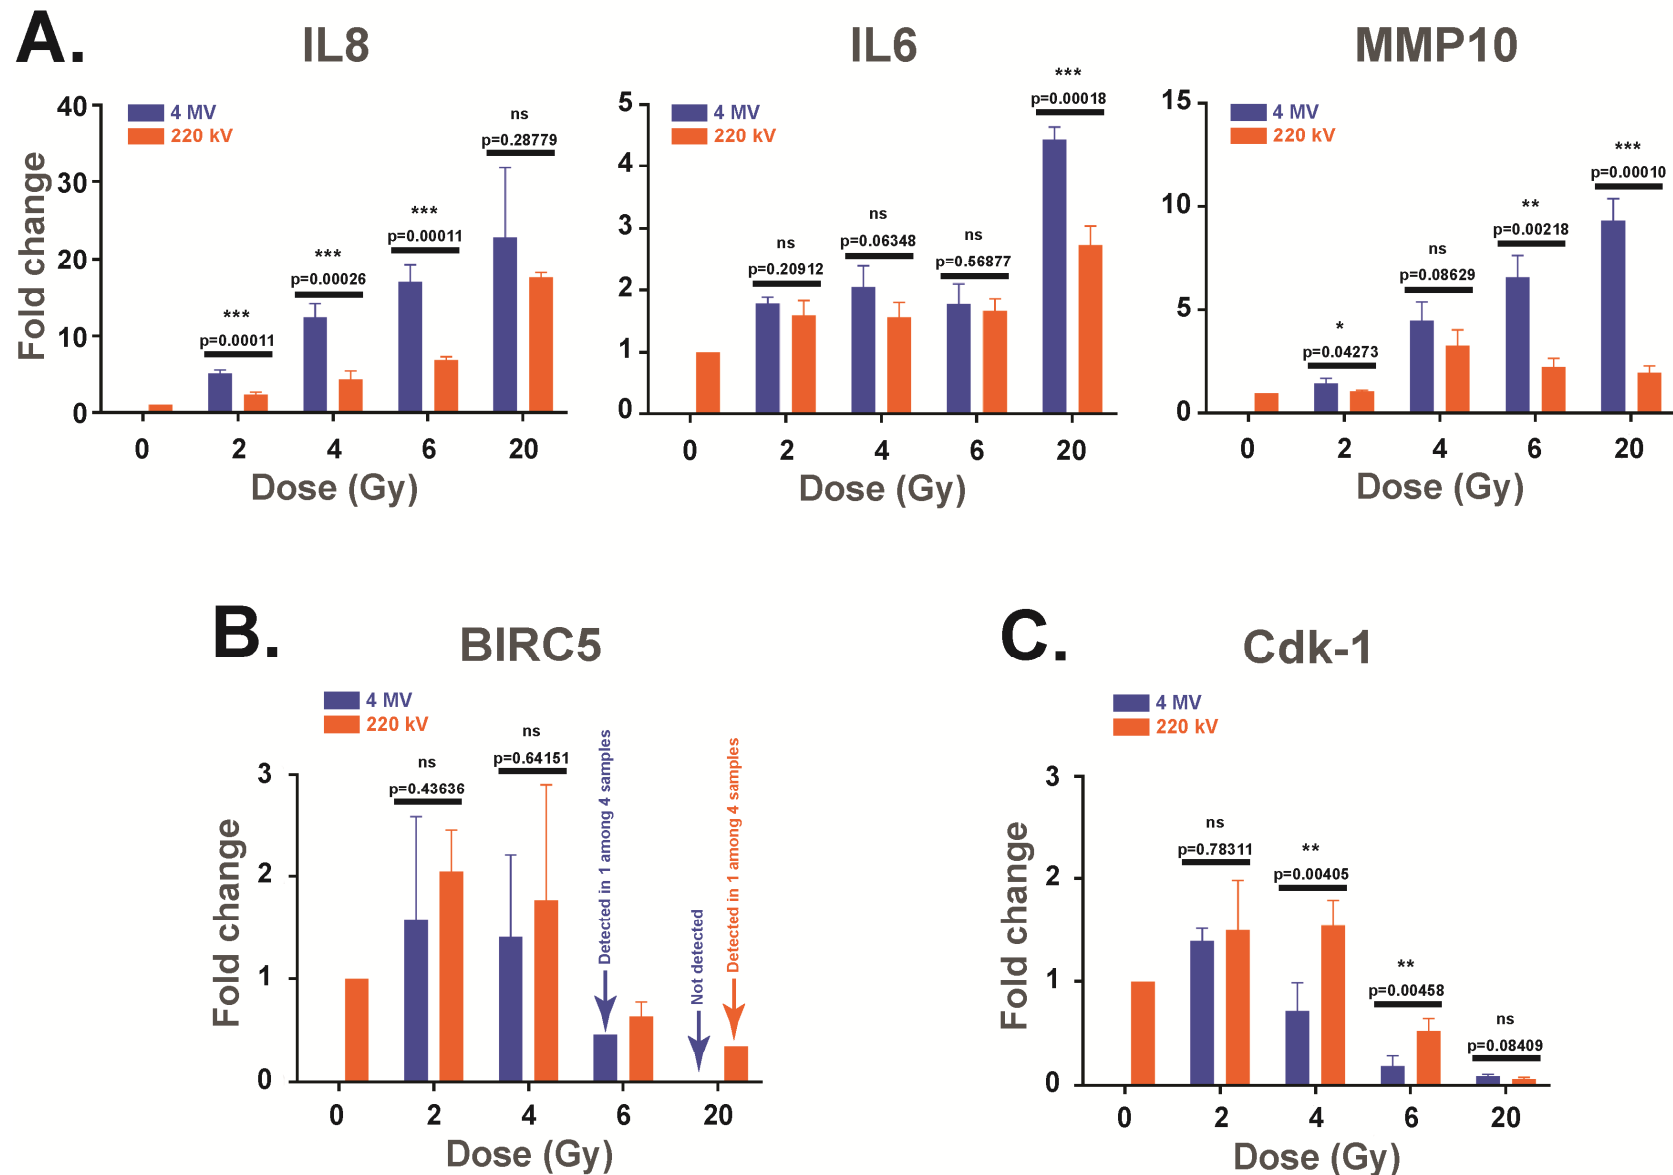 A.
IL8
4 MV
220 kV
Fold change
40
30
20
10
0
***
p=0.00011
***
p=0.00026
***
p=0.00011
ns
p=0.28779
0 2 4 6 20
Dose (Gy)
IL6
4 MV
220 kV
5
4
3
2
1
0
ns
p=0.20912
ns
p=0.06348
ns
p=0.56877
***
p=0.00018
0 2 4 6 20
Dose (Gy)
MMP10
4 MV
220 kV
15
10
5
0
*
p=0.04273
ns
p=0.08629
**
p=0.00218
***
p=0.00010
0 2 4 6 20
Dose (Gy)
B.
BIRC5
4 MV
220 kV
Fold change
3
2
1
0
ns
p=0.43636
ns
p=0.64151
Detected in 1 among 4 samples
Not detected
Detected in 1 among 4 samples
0 2 4 6 20
Dose (Gy)
C.
Cdk-1
4 MV
220 kV
Fold change
3
2
1
0
ns
p=0.78311
**
p=0.00405
**
p=0.00458
ns
p=0.08409
0 2 4 6 20
Dose (Gy)